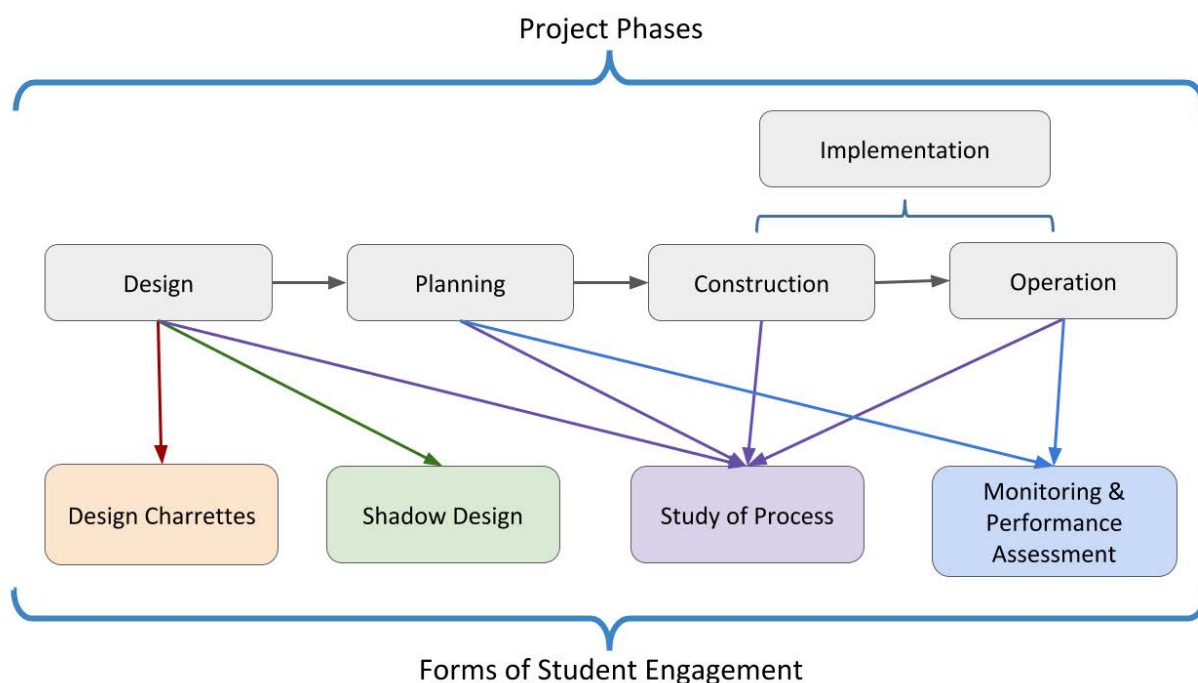 Project Phases
Implementation
Design
Planning
Construction
Operation
Design Charrettes
Shadow Design
Study of Process
Monitoring &
Performance
Assessment
Forms of Student Engagement